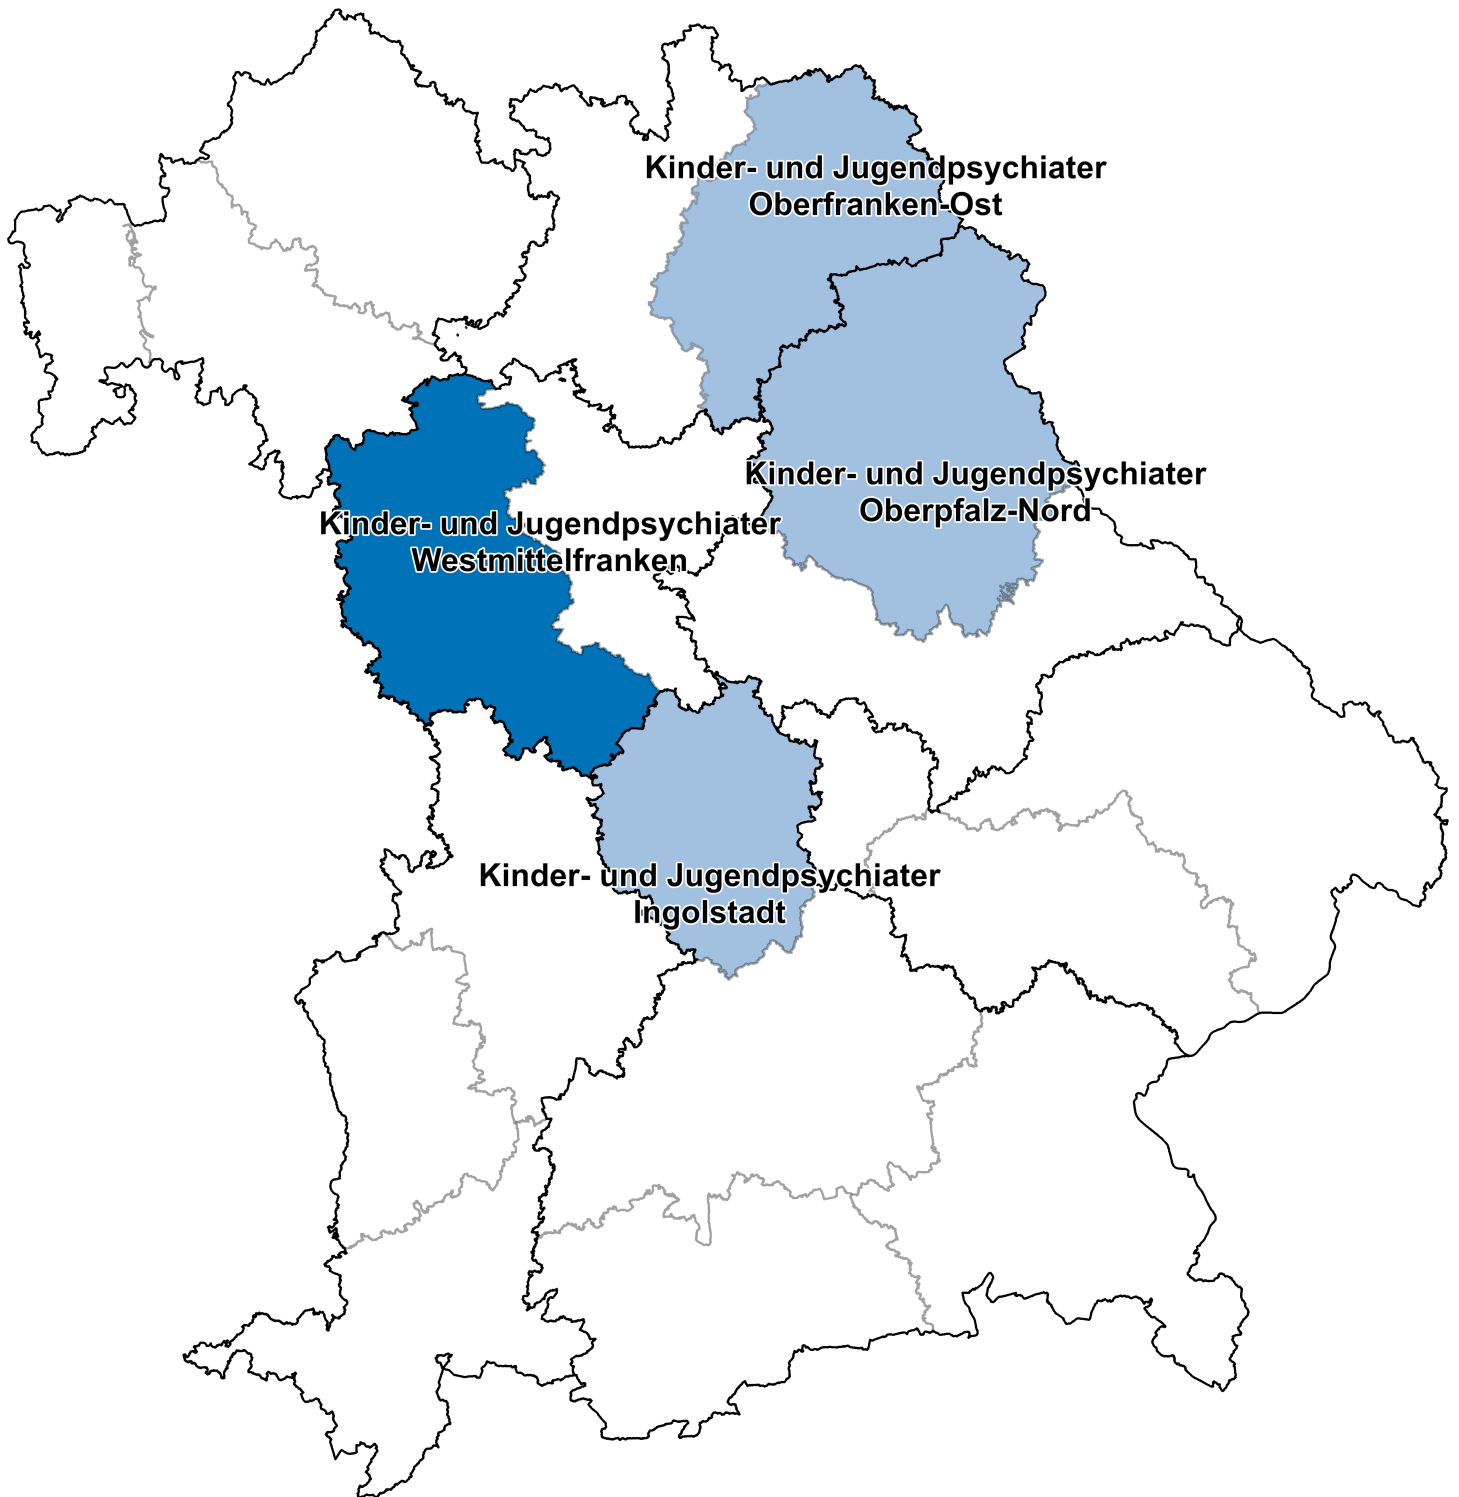 Kinder- und Jugendpsychiater
Oberfranken-Ost
Kinder- und Jugendpsychiater
Oberpfalz-Nord
Kinder- und Jugendpsychiater
Westmittelfranken
Kinder- und Jugendpsychiater
Ingolstadt